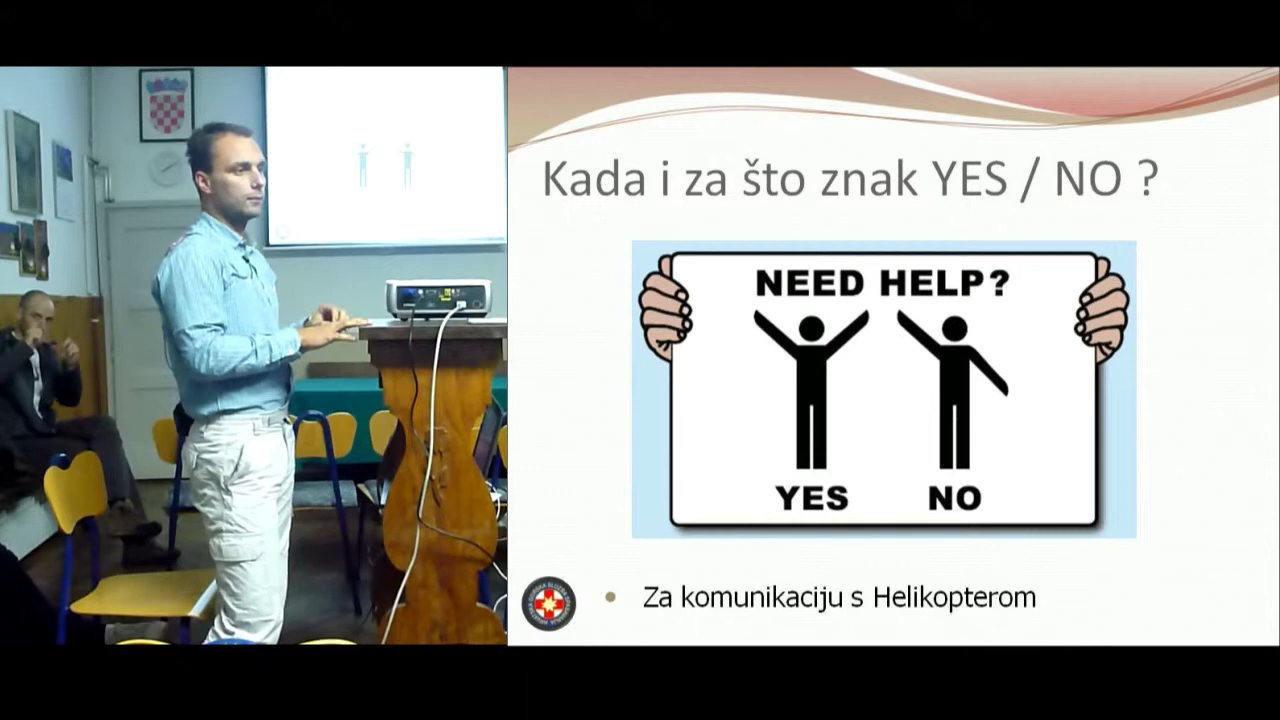 Kada i za što znak YES / NO ?
NEED HELP?
YES NO
• Za komunikaciju s Helikopterom